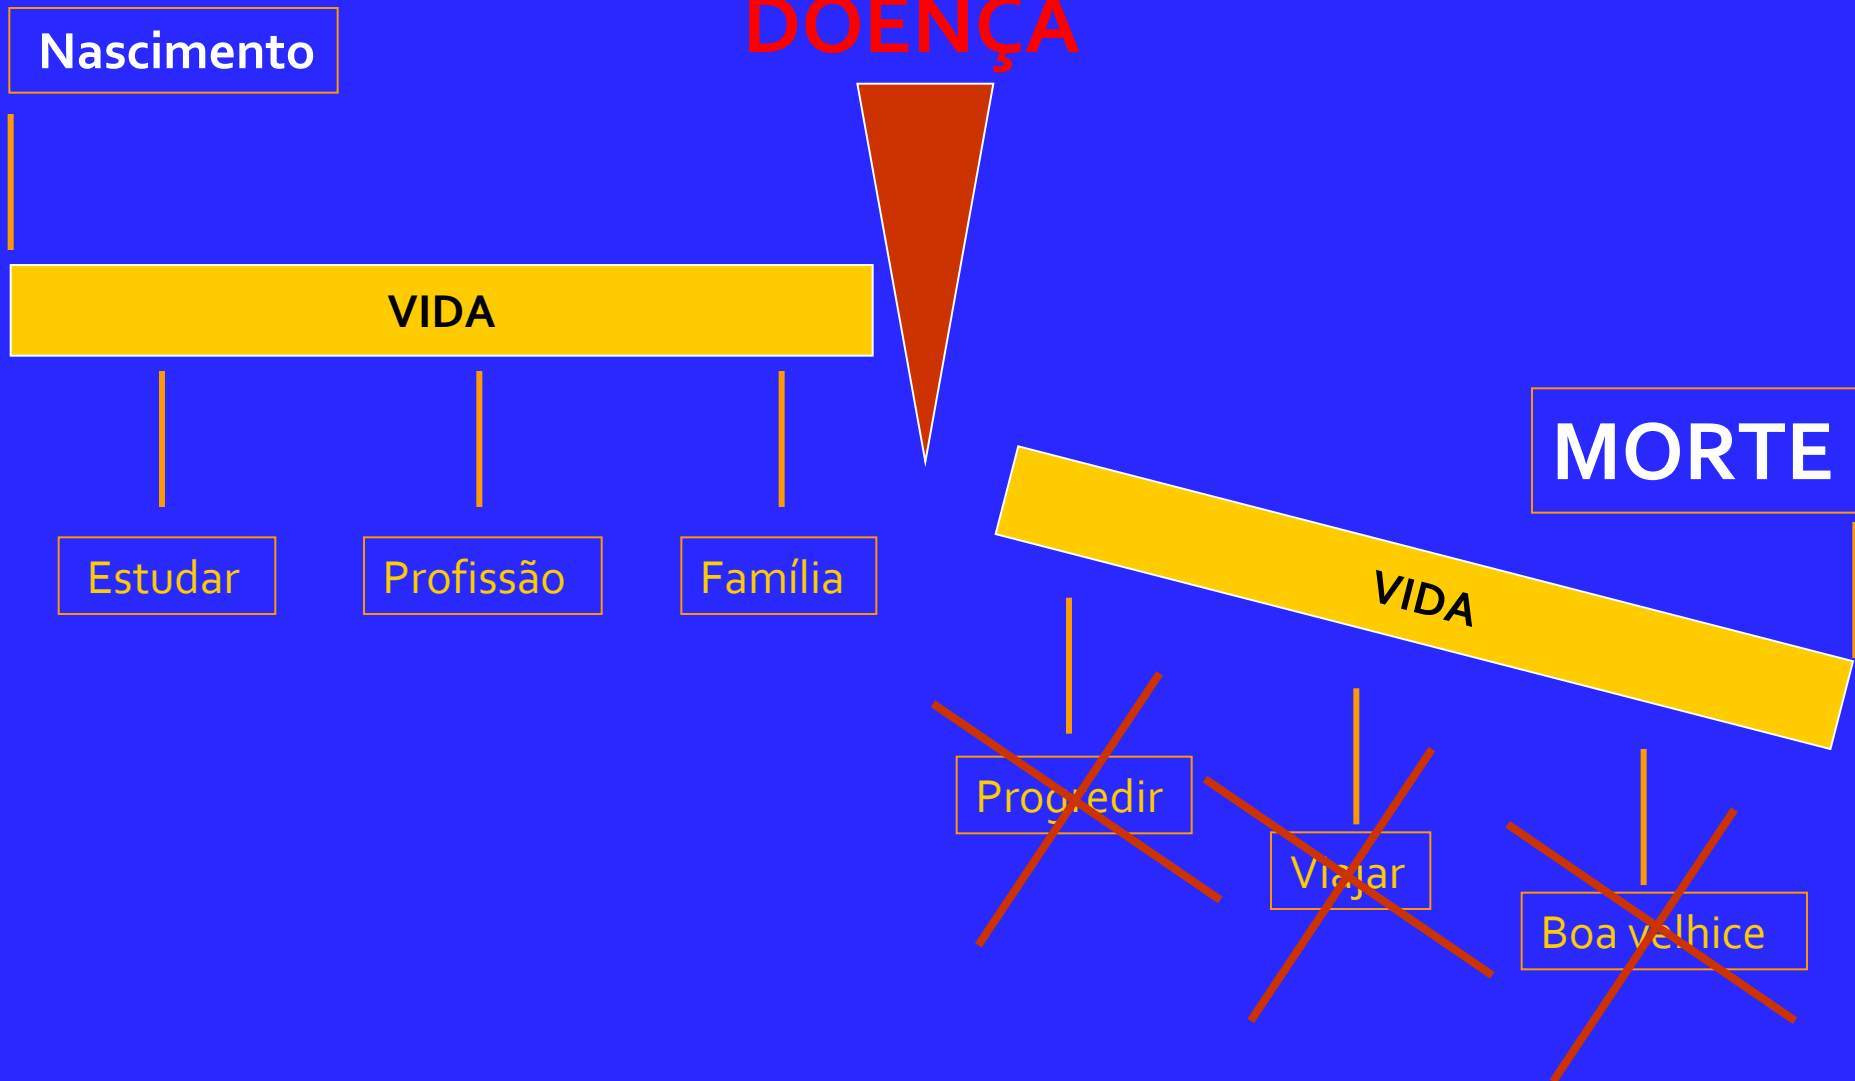 DOENÇA
Nascimento
VIDA
MORTE
Estudar
Profissão
Família
VIDA
Progredir
Viajar
Boa velhice